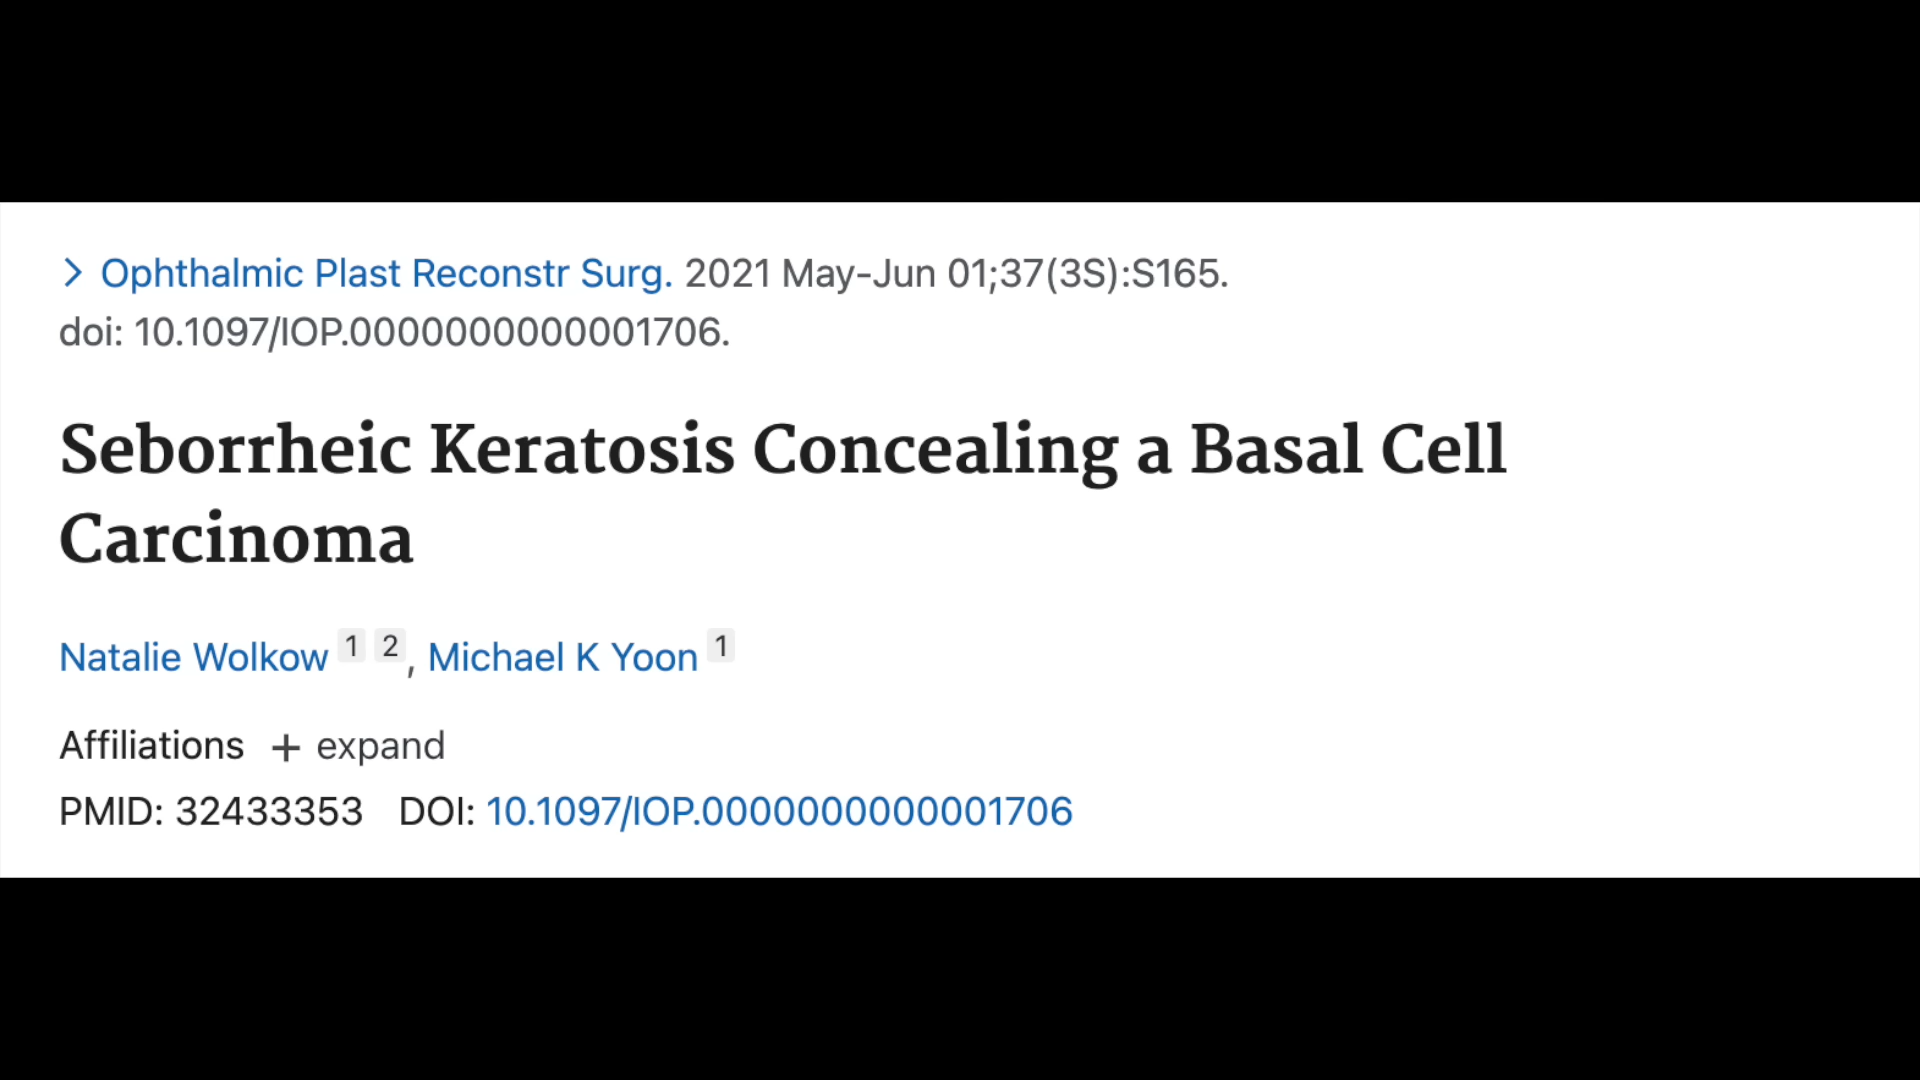 > Ophthalmic Plast Reconstr Surg. 2021 May-Jun 01;37(3S):S165.
doi: 10.1097/IOP.0000000000001706.
Seborrheic Keratosis Concealing a Basal Cell
Carcinoma
Natalie Wolkow 1 2, Michael K Yoon 1
Affiliations + expand
PMID: 32433353 DOI: 10.1097/IOP.0000000000001706